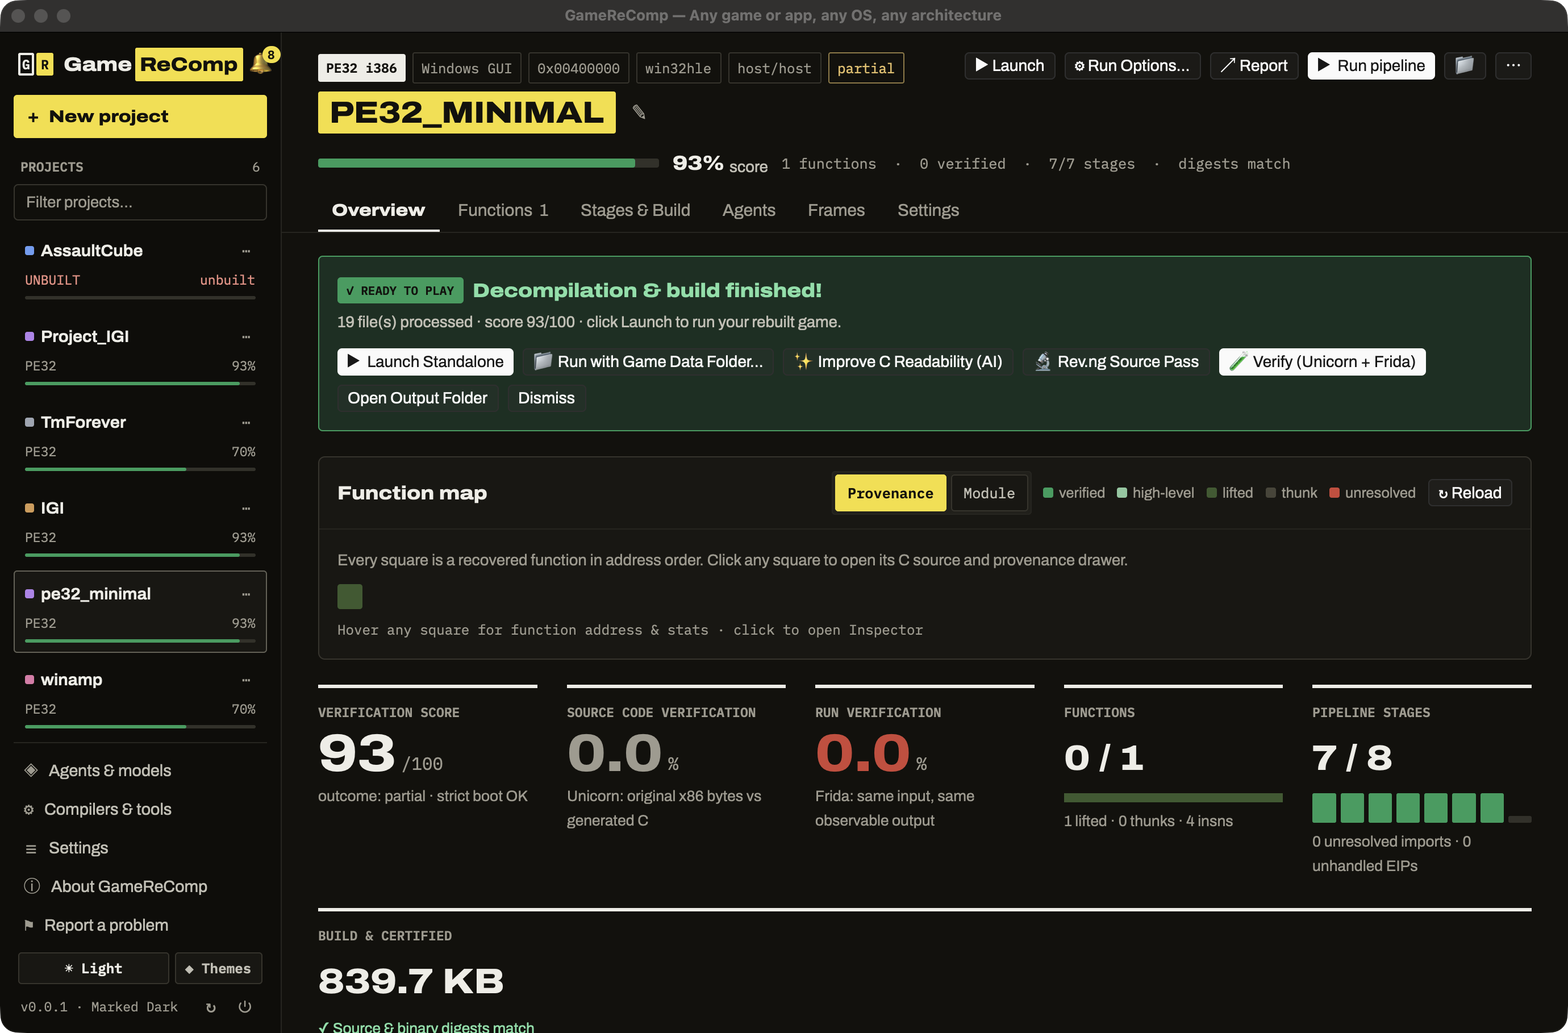 GameReComp — Any game or app, any OS, any architecture
GR Game ReComp 🔔 8
+ New project
PROJECTS 6
Filter projects...
AssaultCube ⋯
UNBUILT unbuilt
Project_IGI ⋯
PE32 93%
TmForever ⋯
PE32 70%
IGI ⋯
PE32 93%
pe32_minimal ⋯
PE32 93%
winamp ⋯
PE32 70%
◈ Agents & models
⚙ Compilers & tools
≡ Settings
ⓘ About GameReComp
⚑ Report a problem
☀ Light ◆ Themes
v0.0.1 · Marked Dark ↻ ⏻
PE32 i386 Windows GUI 0x00400000 win32hle host/host partial
▶ Launch ⚙ Run Options... ↗ Report ▶ Run pipeline 📁 ⋯
PE32_MINIMAL ✎
93% score 1 functions · 0 verified · 7/7 stages · digests match
Overview Functions 1 Stages & Build Agents Frames Settings
✓ READY TO PLAY Decompilation & build finished!
19 file(s) processed · score 93/100 · click Launch to run your rebuilt game.
▶ Launch Standalone 📁 Run with Game Data Folder... ✨ Improve C Readability (AI) 🔬 Rev.ng Source Pass 🧪 Verify (Unicorn + Frida)
Open Output Folder Dismiss
Function map Provenance Module verified high-level lifted thunk unresolved ↻ Reload
Every square is a recovered function in address order. Click any square to open its C source and provenance drawer.
Hover any square for function address & stats · click to open Inspector
VERIFICATION SCORE
93 /100
outcome: partial · strict boot OK
SOURCE CODE VERIFICATION
0.0 %
Unicorn: original x86 bytes vs
generated C
RUN VERIFICATION
0.0 %
Frida: same input, same
observable output
FUNCTIONS
0 / 1
1 lifted · 0 thunks · 4 insns
PIPELINE STAGES
7 / 8
0 unresolved imports · 0
unhandled EIPs
BUILD & CERTIFIED
839.7 KB
✓ Source & binary digests match